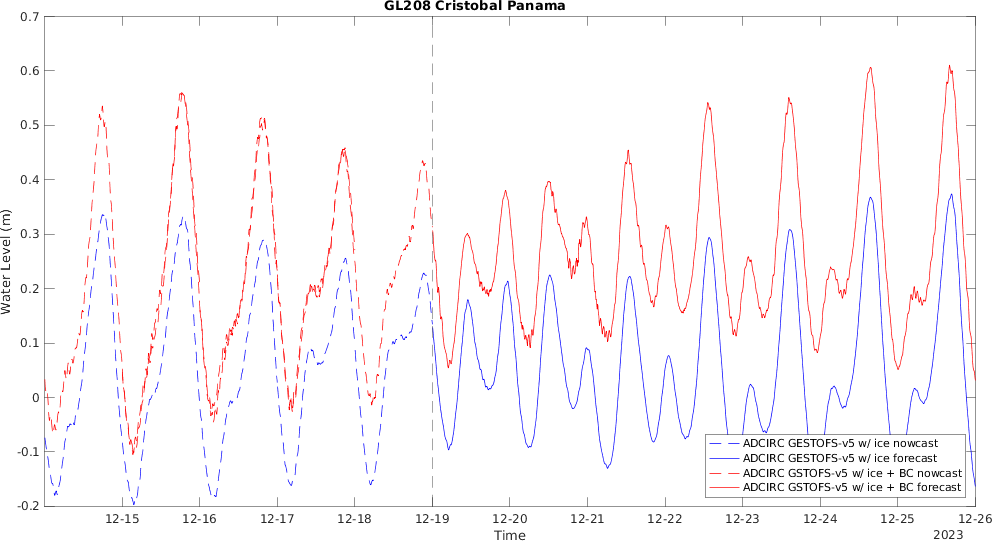 GL208 Cristobal Panama
0.7
0.6
0.5
0.4
0.3
0.2
0.1
0
-0.1
-0.2
Water Level (m)
12-15 12-16 12-17 12-18 12-19 12-20 12-21 12-22 12-23 12-24 12-25 12-26
Time
2023
ADCIRC GESTOFS-v5 w/ ice nowcast
ADCIRC GESTOFS-v5 w/ ice forecast
ADCIRC GSTOFS-v5 w/ ice + BC nowcast
ADCIRC GSTOFS-v5 w/ ice + BC forecast